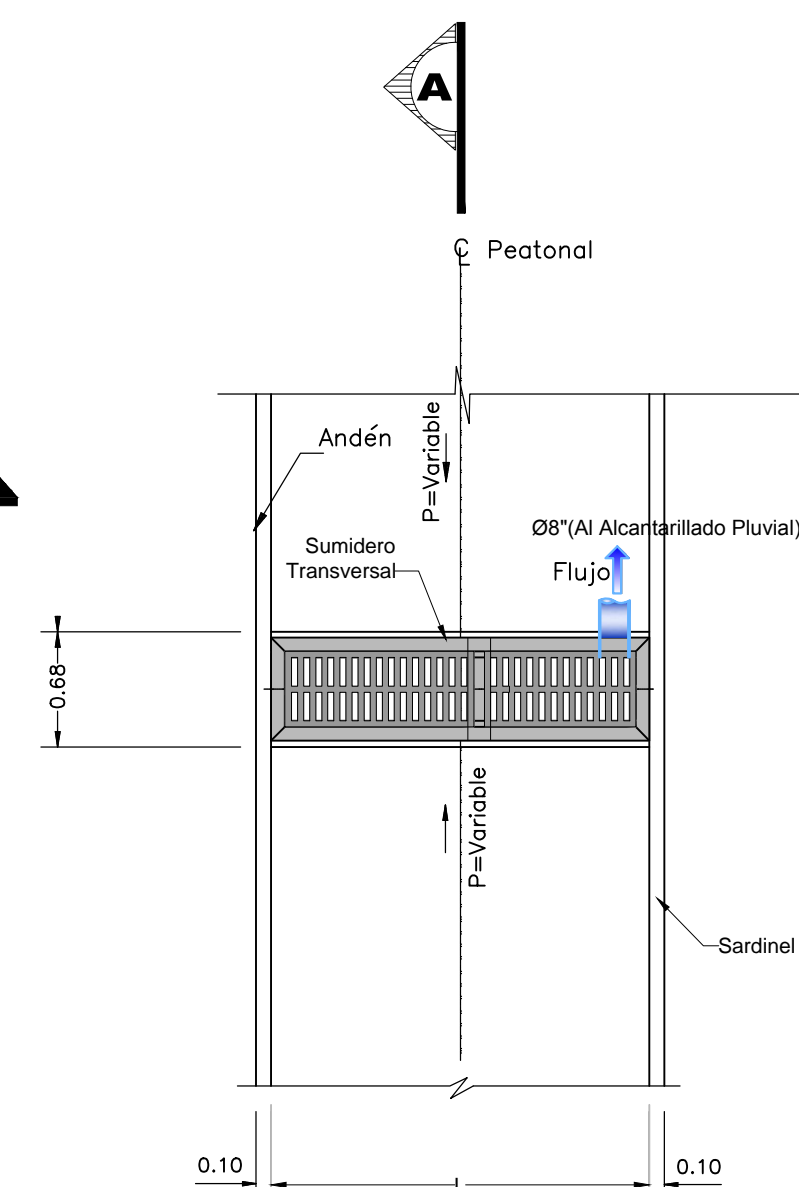 A
℄ Peatonal
Andén
P=Variable
Ø8"(Al Alcantarillado Pluvial)
Sumidero
Transversal
Flujo
0.68
P=Variable
Sardinel
0.10
0.10